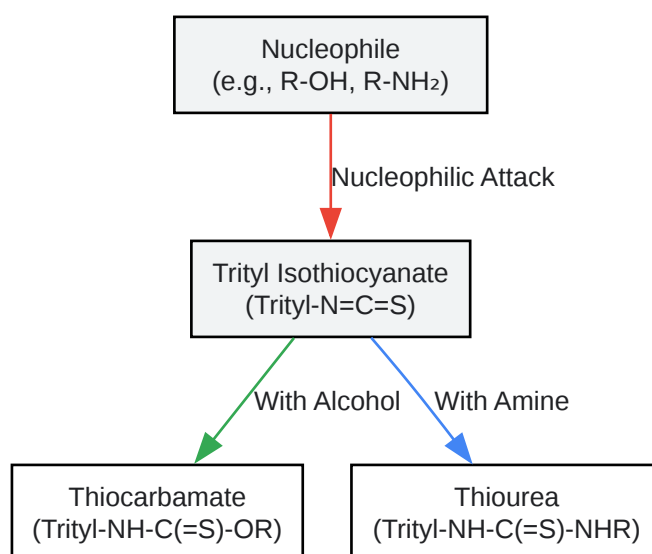 Nucleophile
(e.g., R-OH, R-NH₂)
Nucleophilic Attack
Trityl Isothiocyanate
(Trityl-N=C=S)
With Alcohol
With Amine
Thiocarbamate
(Trityl-NH-C(=S)-OR)
Thiourea
(Trityl-NH-C(=S)-NHR)